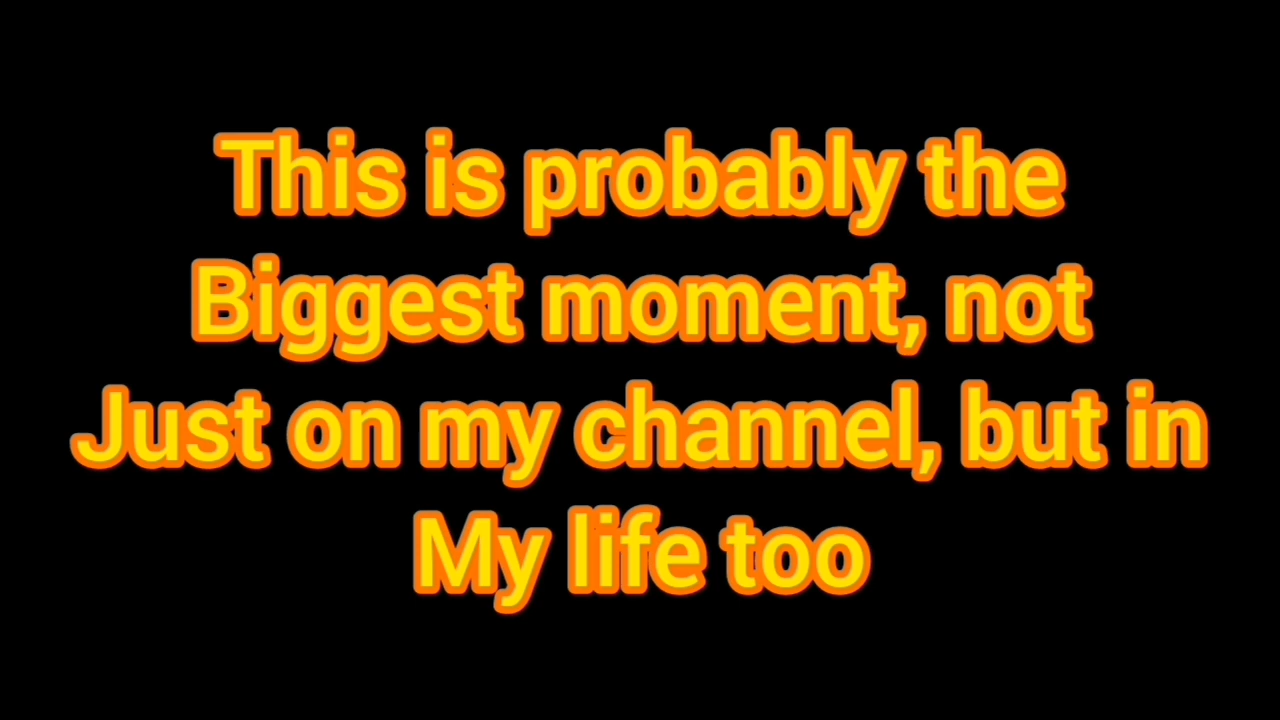 This is probably the
Biggest moment, not
Just on my channel, but in
My life too